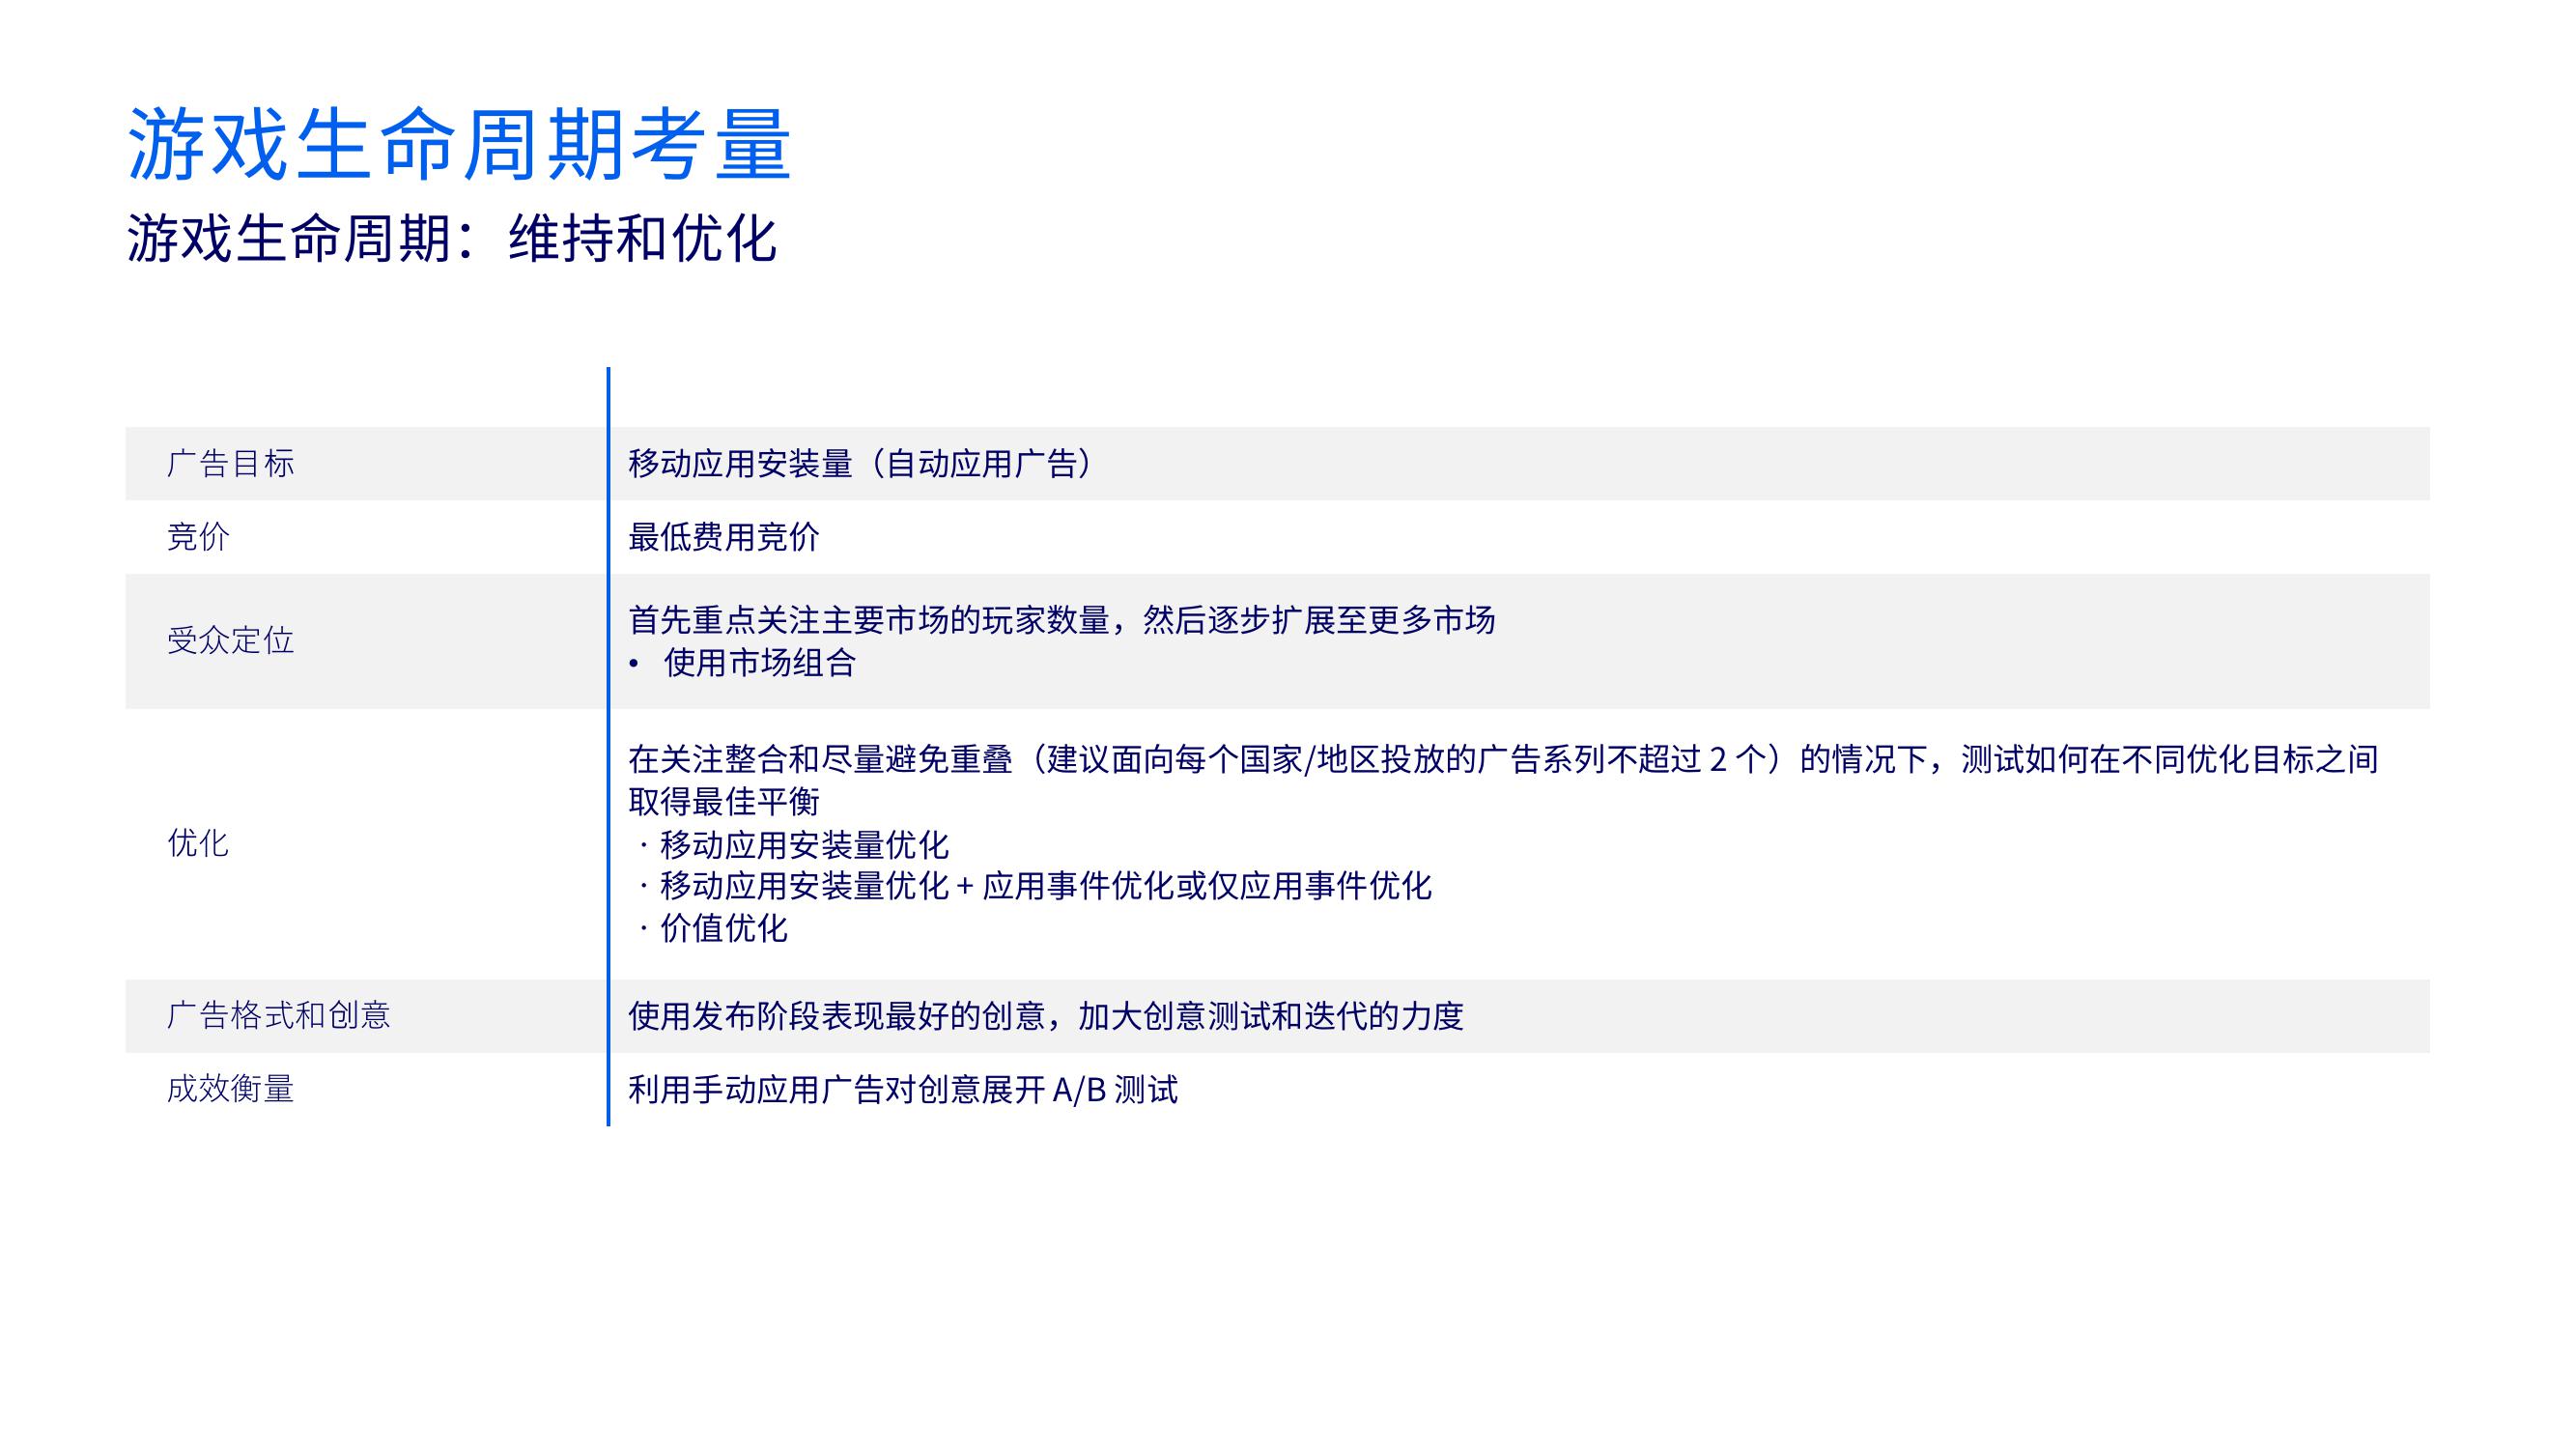 游戏生命周期考量
游戏生命周期：维持和优化
广告目标
移动应用安装量（自动应用广告）
竞价
最低费用竞价
受众定位
首先重点关注主要市场的玩家数量，然后逐步扩展至更多市场
• 使用市场组合
优化
在关注整合和尽量避免重叠（建议面向每个国家/地区投放的广告系列不超过 2 个）的情况下，测试如何在不同优化目标之间
取得最佳平衡
· 移动应用安装量优化
· 移动应用安装量优化 + 应用事件优化或仅应用事件优化
· 价值优化
广告格式和创意
使用发布阶段表现最好的创意，加大创意测试和迭代的力度
成效衡量
利用手动应用广告对创意展开 A/B 测试